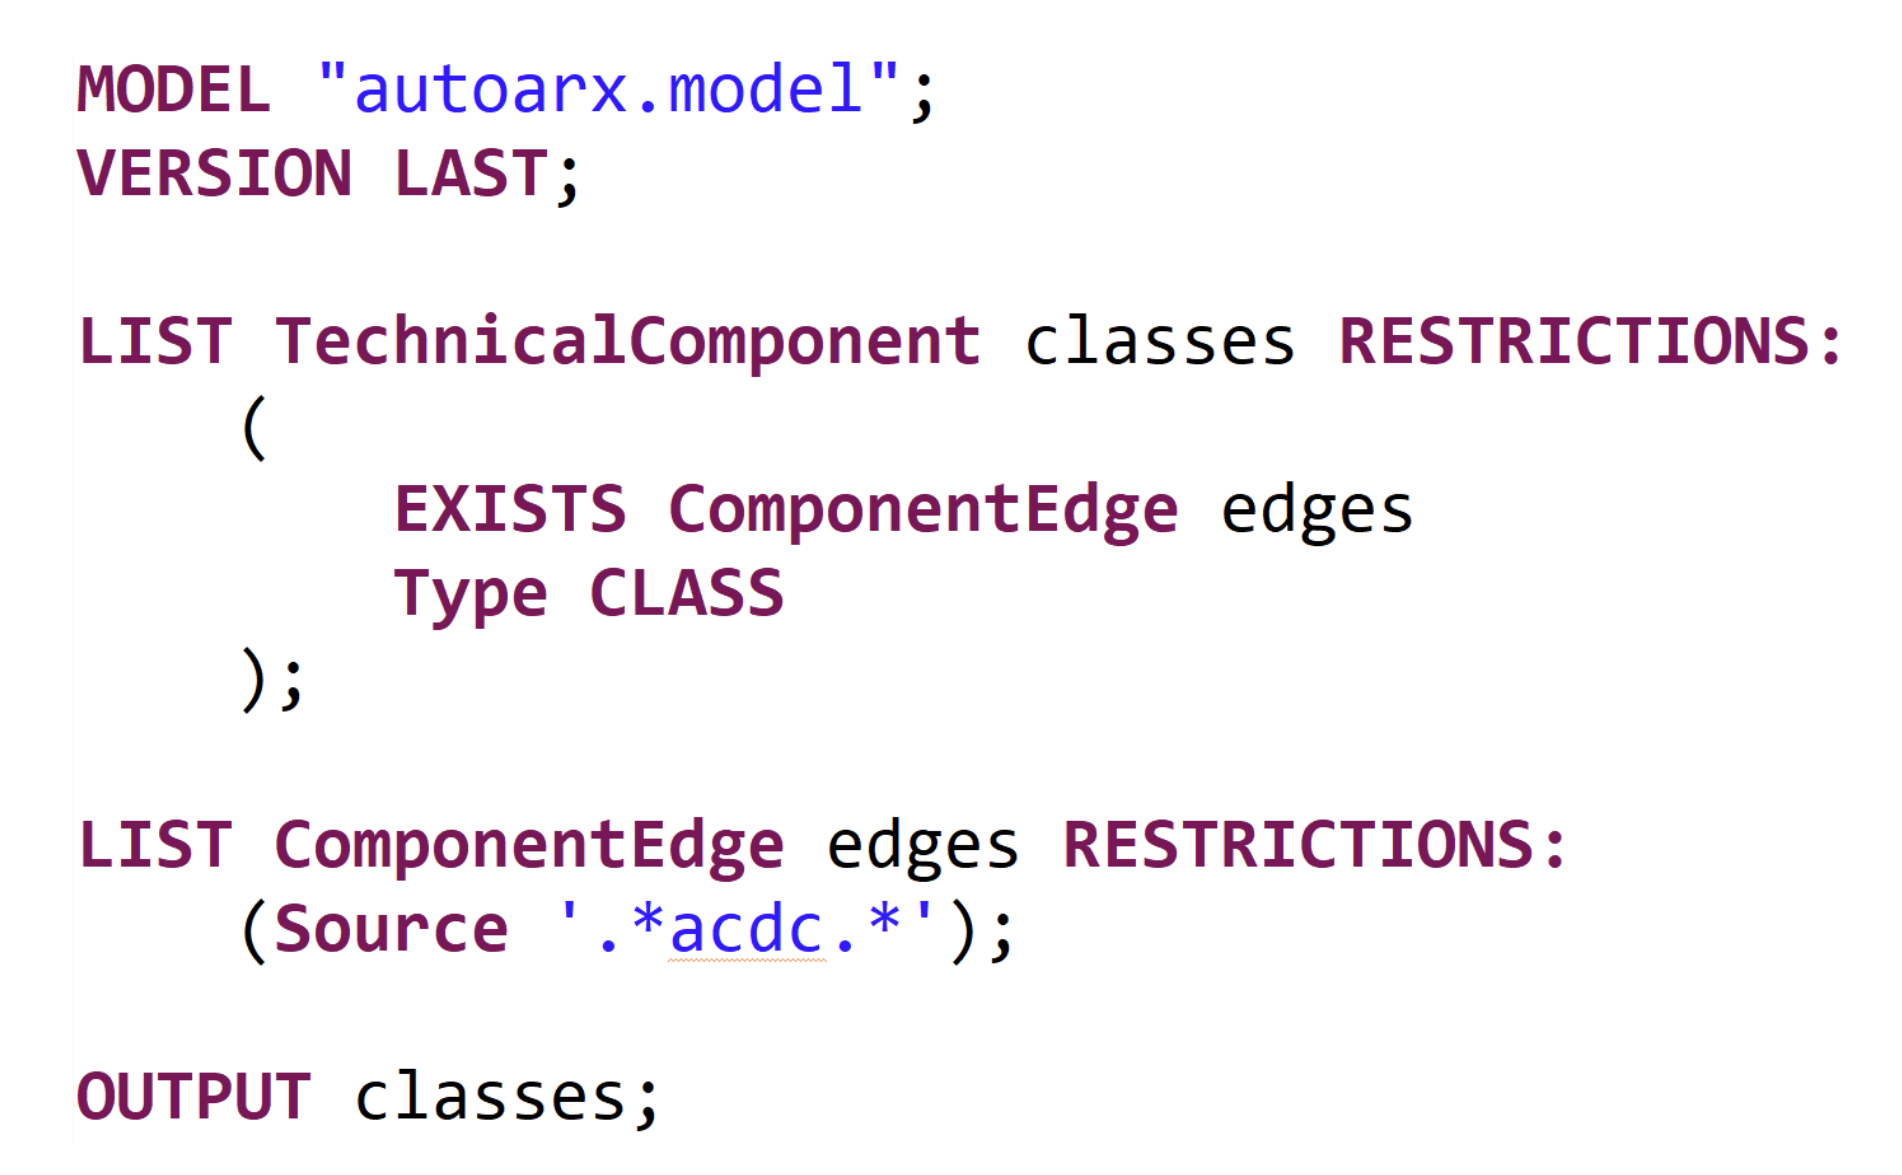 MODEL "autoarx.model";
VERSION LAST;
LIST TechnicalComponent classes RESTRICTIONS:
(
EXISTS ComponentEdge edges
Type CLASS
);
LIST ComponentEdge edges RESTRICTIONS:
(Source '.*acdc.*');
OUTPUT classes;